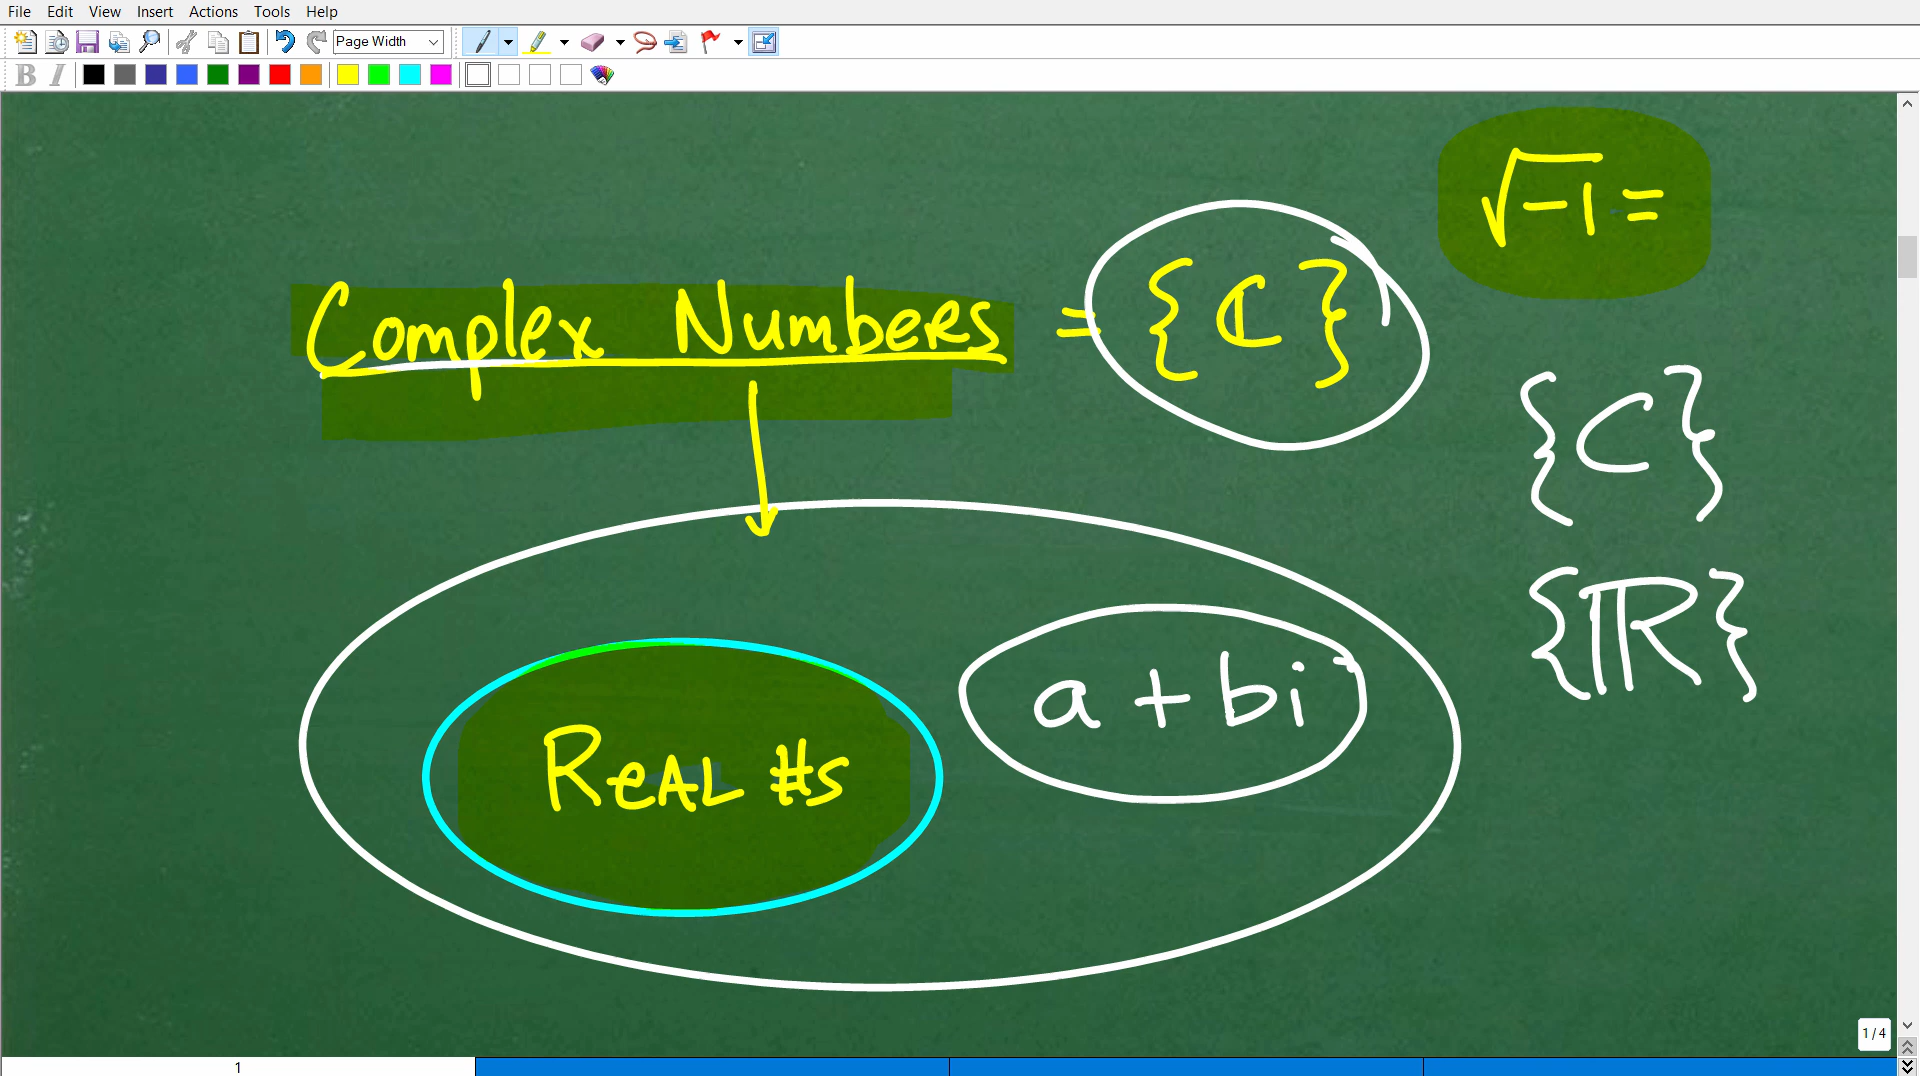 File Edit View Insert Actions Tools Help
Page Width
B I
√-1 =
Complex Numbers = {ℂ}
{C}
{ℝ}
a + bi
ReAL #s
1 / 4
1